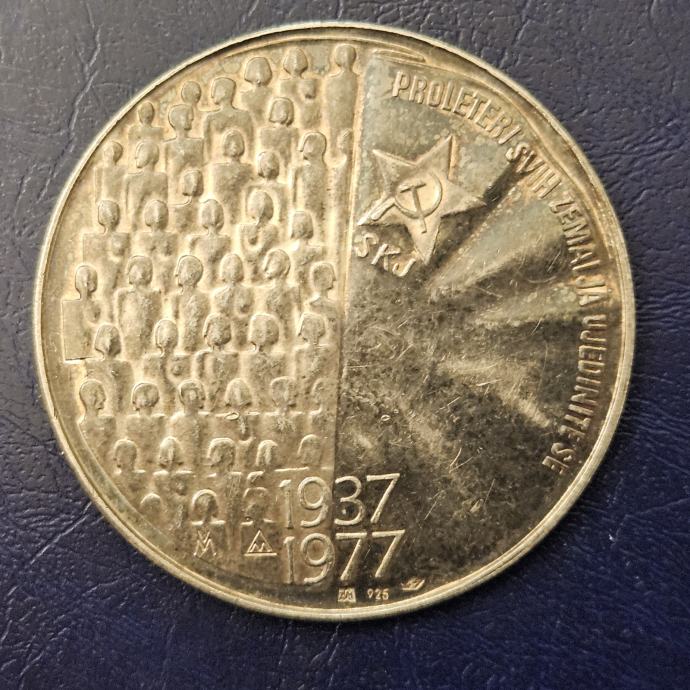 PROLETERI SVIH ZEMALJA UJEDINITE SE
SKJ
1937
1977
925